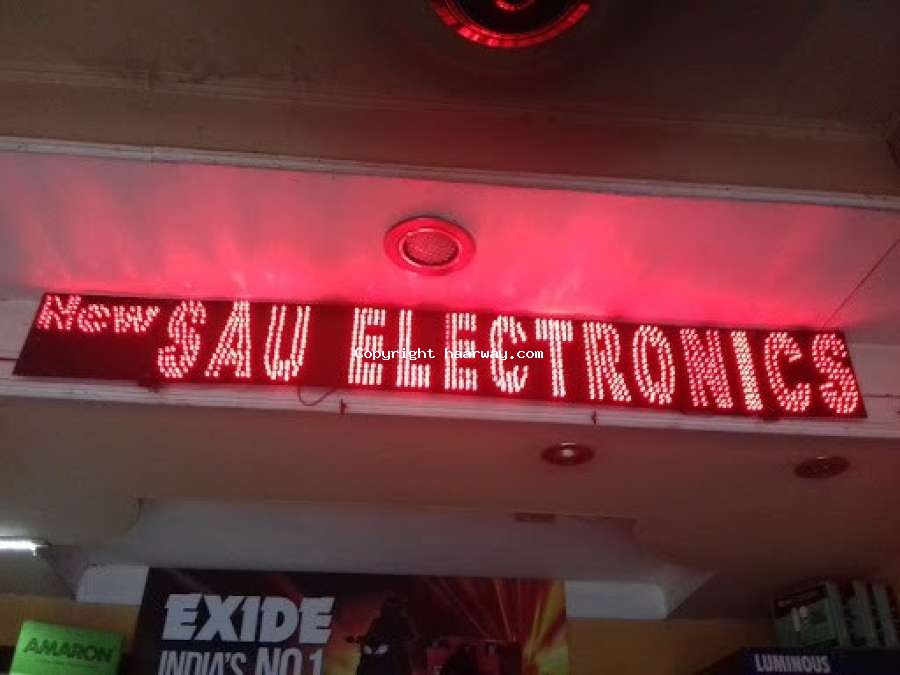 New SAU ELECTRONICS
Copyright haarway.com
EXIDE
INDIA'S NO.1
AMARON
LUMINOUS